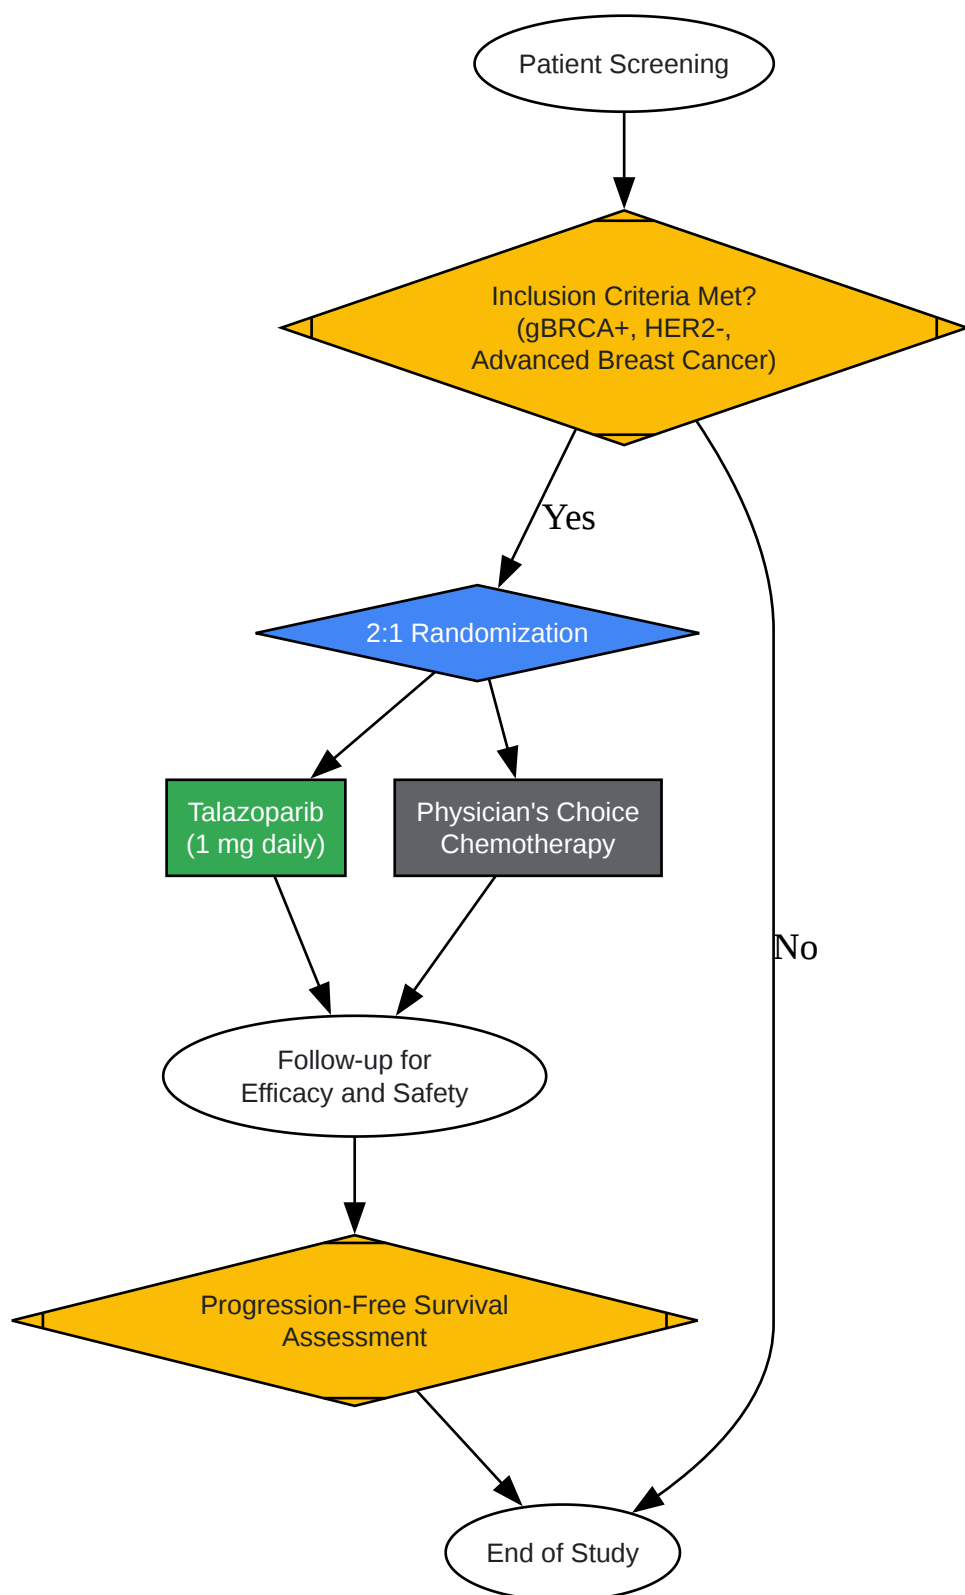 Patient Screening
Inclusion Criteria Met?
(gBRCA+, HER2-,
Advanced Breast Cancer)
Yes
2:1 Randomization
Talazoparib
(1 mg daily)
Physician's Choice
Chemotherapy
No
Follow-up for
Efficacy and Safety
Progression-Free Survival
Assessment
End of Study